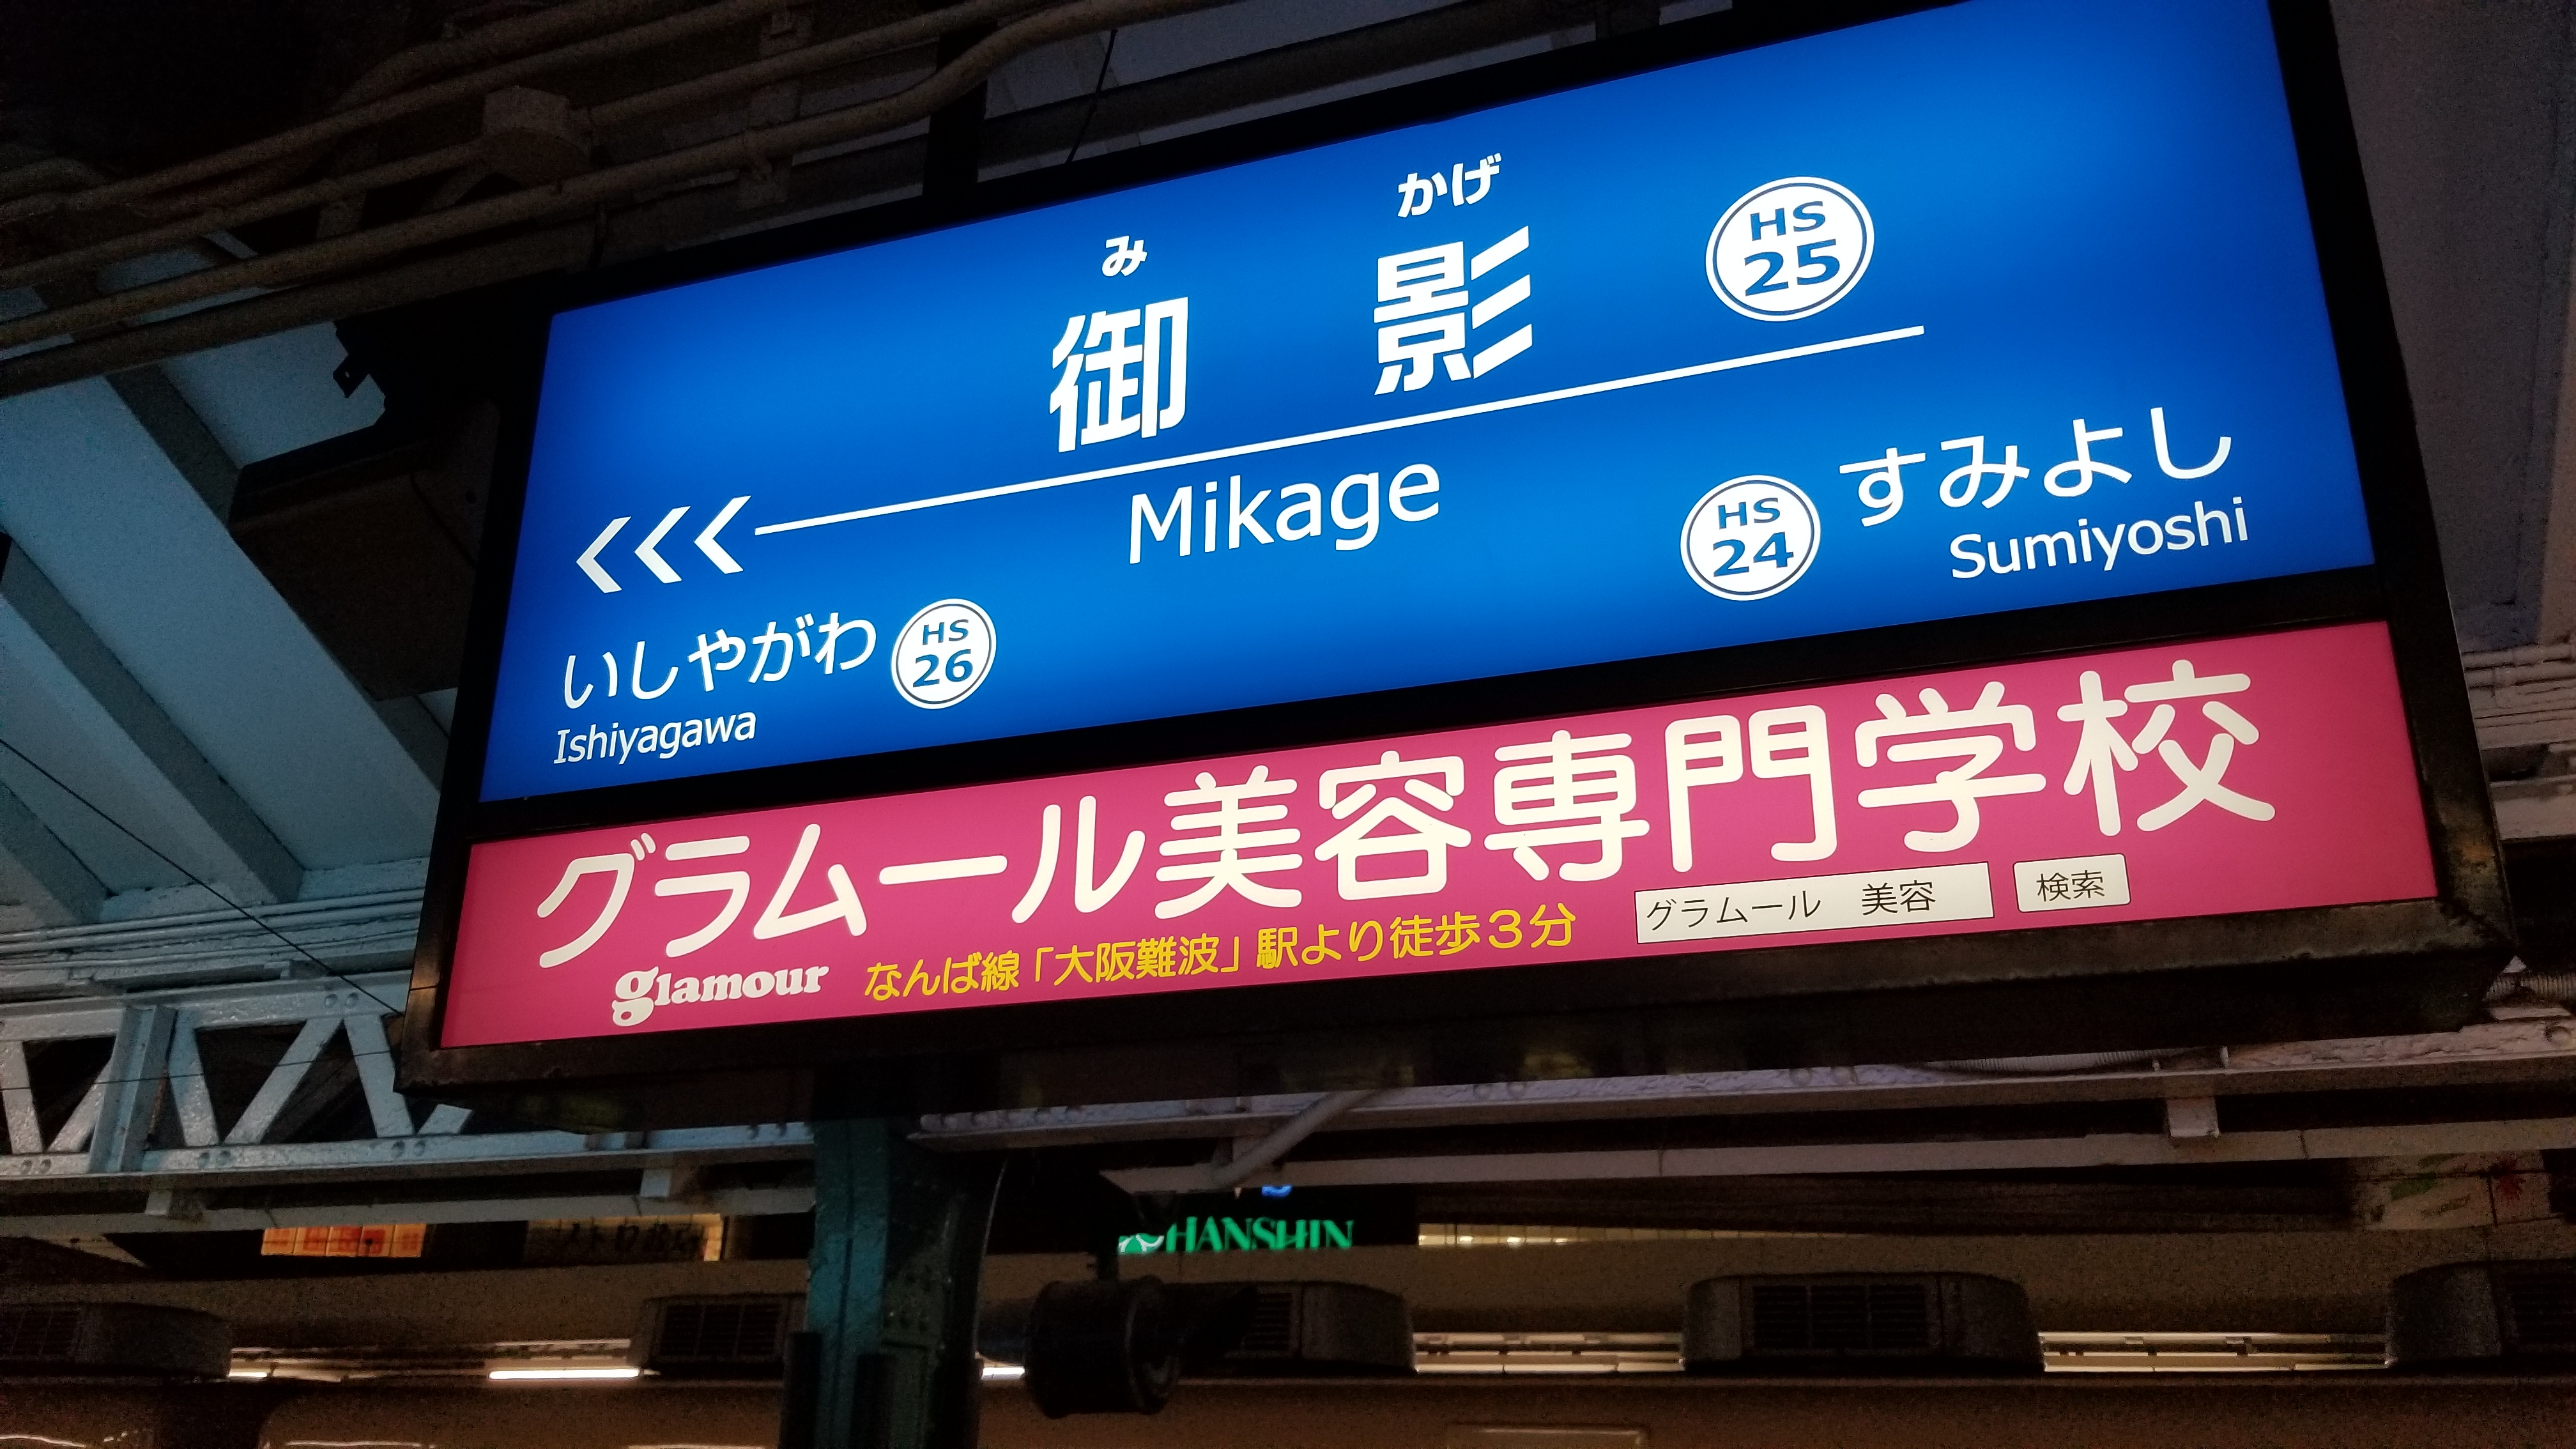 み かげ
御 影
HS
25
Mikage
いしやがわ
HS
26
Ishiyagawa
HS
24
すみよし
Sumiyoshi
グラムール美容専門学校
glamour
なんば線「大阪難波」駅より徒歩3分
グラムール 美容
検索
HANSHIN